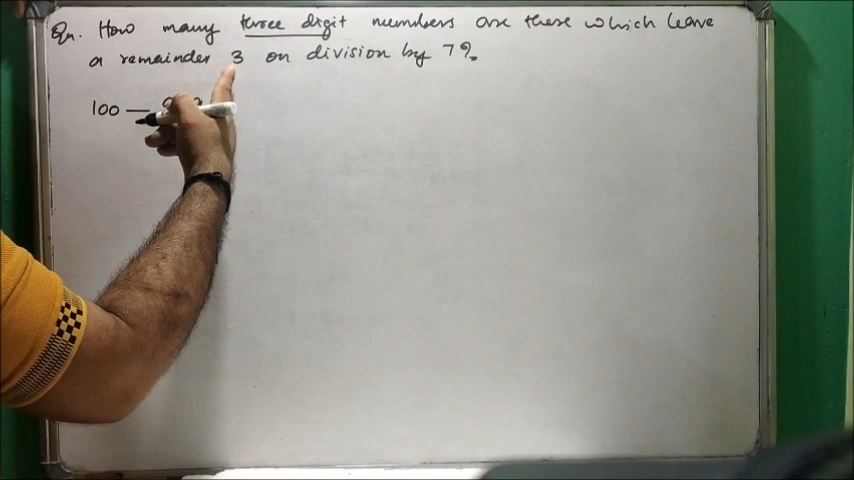 Qn. How many three digit numbers are there which leave
a remainder 3 on division by 7?
100 —